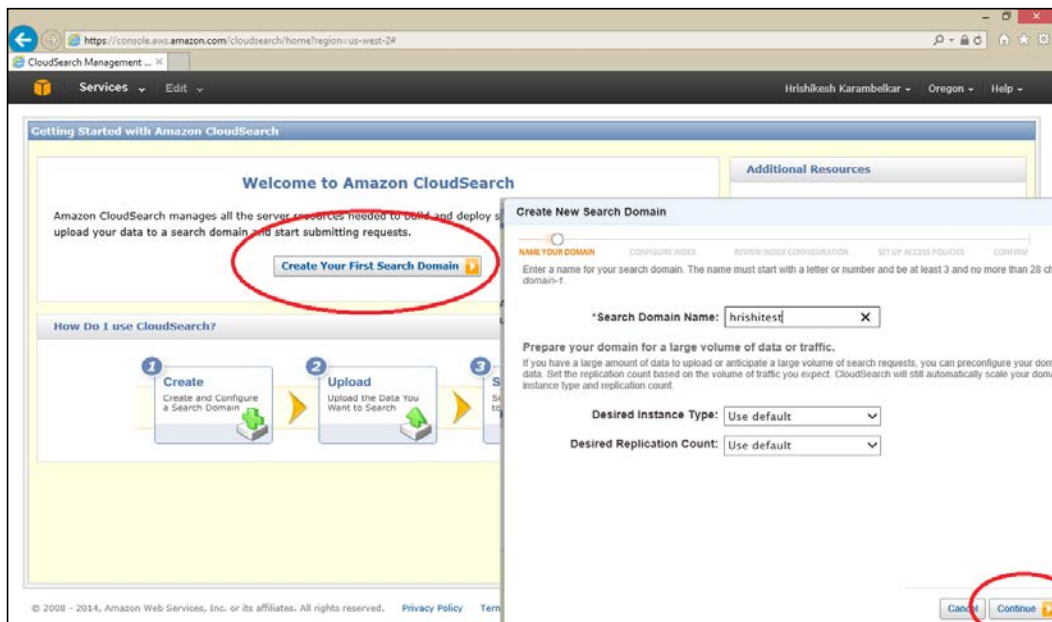 https://console.aws.amazon.com/cloudsearch/home?region=us-west-2#
CloudSearch Management ...
Services Edit Hrishikesh Karambelkar Oregon Help
Getting Started with Amazon CloudSearch
Welcome to Amazon CloudSearch
Amazon CloudSearch manages all the server resources needed to build and deploy s
upload your data to a search domain and start submitting requests.
Create Your First Search Domain
Additional Resources
How Do I use CloudSearch?
1
Create
Create and Configure
a Search Domain
2
Upload
Upload the Data You
Want to Search
3
S
Se
to
© 2008 - 2014, Amazon Web Services, Inc. or its affiliates. All rights reserved. Privacy Policy Term
Create New Search Domain
NAME YOUR DOMAIN CONFIGURE INDEX REVIEW INDEX CONFIGURATION SET UP ACCESS POLICIES CONFIRM
Enter a name for your search domain. The name must start with a letter or number and be at least 3 and no more than 28 ch
domain-1.
*Search Domain Name: hrishitest
Prepare your domain for a large volume of data or traffic.
If you have a large amount of data to upload or anticipate a large volume of search requests, you can preconfigure your dom
data. Set the replication count based on the volume of traffic you expect. CloudSearch will still automatically scale your doma
instance type and replication count.
Desired Instance Type: Use default
Desired Replication Count: Use default
Cancel Continue